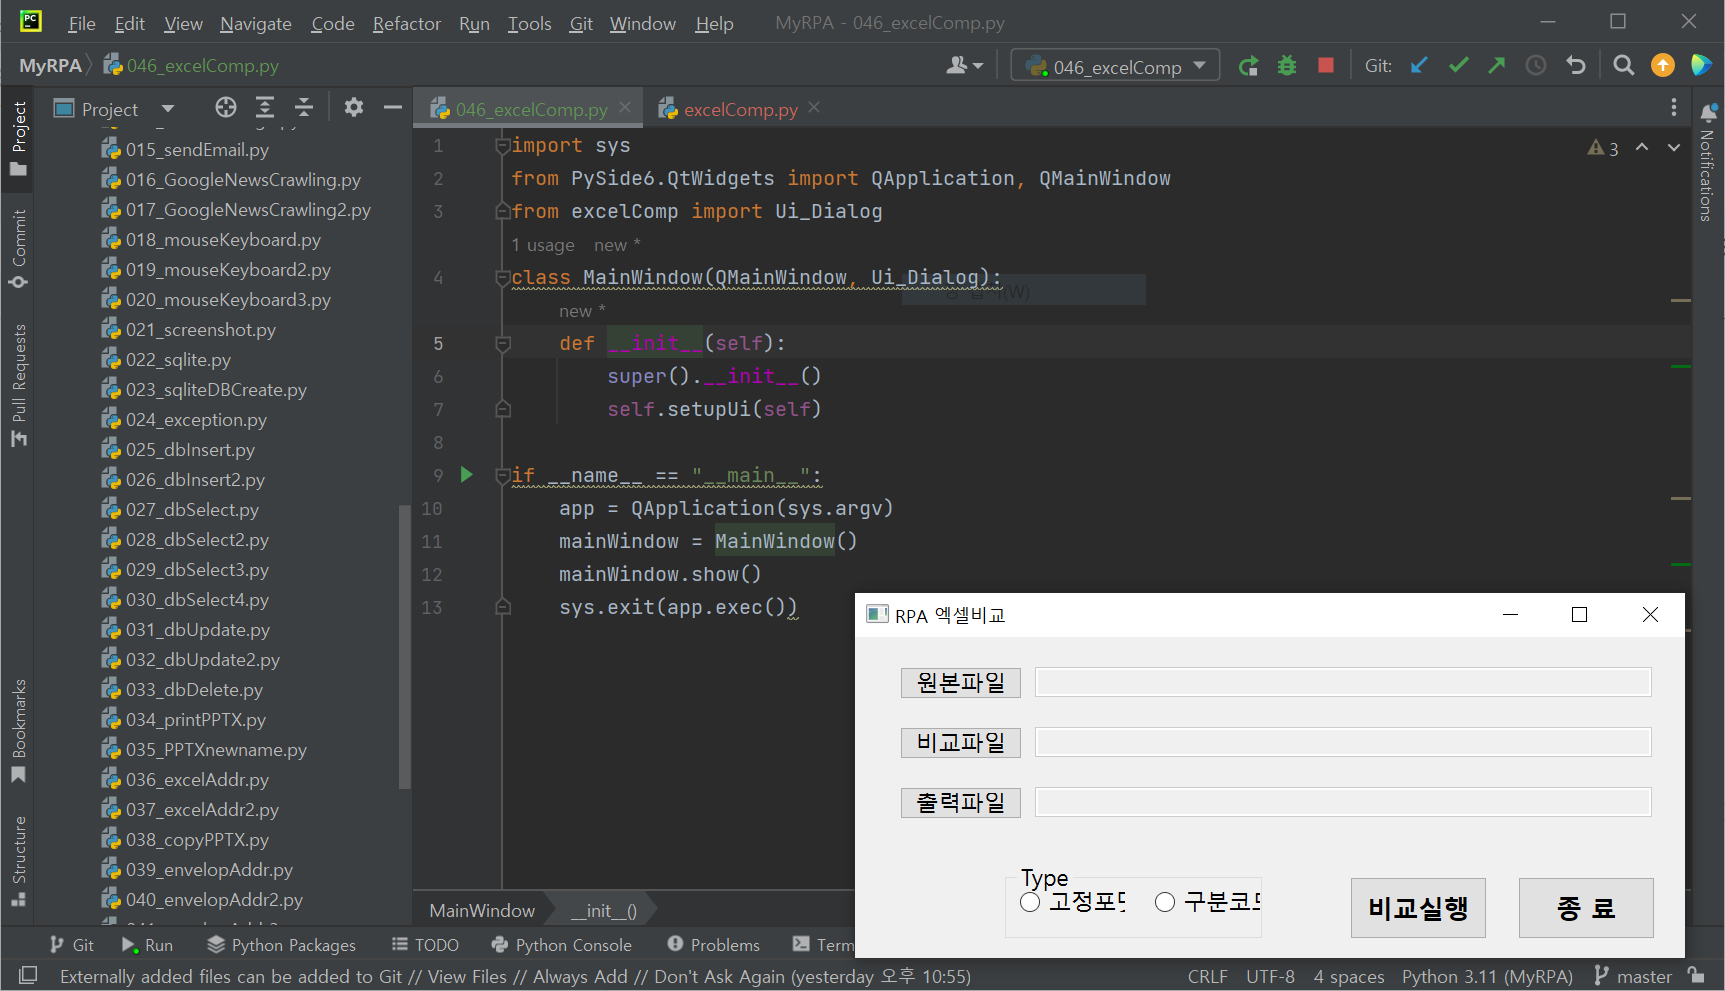 File Edit View Navigate Code Refactor Run Tools Git Window Help MyRPA - 046_excelComp.py
MyRPA 046_excelComp.py 046_excelComp Git:
Project
046_excelComp.py
excelComp.py
015_sendEmail.py
016_GoogleNewsCrawling.py
017_GoogleNewsCrawling2.py
018_mouseKeyboard.py
019_mouseKeyboard2.py
020_mouseKeyboard3.py
021_screenshot.py
022_sqlite.py
023_sqliteDBCreate.py
024_exception.py
025_dbInsert.py
026_dbInsert2.py
027_dbSelect.py
028_dbSelect2.py
029_dbSelect3.py
030_dbSelect4.py
031_dbUpdate.py
032_dbUpdate2.py
033_dbDelete.py
034_printPPTX.py
035_PPTXnewname.py
036_excelAddr.py
037_excelAddr2.py
038_copyPPTX.py
039_envelopAddr.py
040_envelopAddr2.py
Project
Commit
Pull Requests
Bookmarks
Structure
Notifications
3
1 import sys
2 from PySide6.QtWidgets import QApplication, QMainWindow
3 from excelComp import Ui_Dialog
1 usage new *
4 class MainWindow(QMainWindow, Ui_Dialog):
new *
5 def __init__(self):
6 super().__init__()
7 self.setupUi(self)
8
9 if __name__ == "__main__":
10 app = QApplication(sys.argv)
11 mainWindow = MainWindow()
12 mainWindow.show()
13 sys.exit(app.exec())
MainWindow __init__()
RPA 엑셀비교
원본파일
비교파일
출력파일
Type
고정포 구분코
비교실행 종 료
Git Run Python Packages TODO Python Console Problems Term
Externally added files can be added to Git // View Files // Always Add // Don't Ask Again (yesterday 오후 10:55) CRLF UTF-8 4 spaces Python 3.11 (MyRPA) master